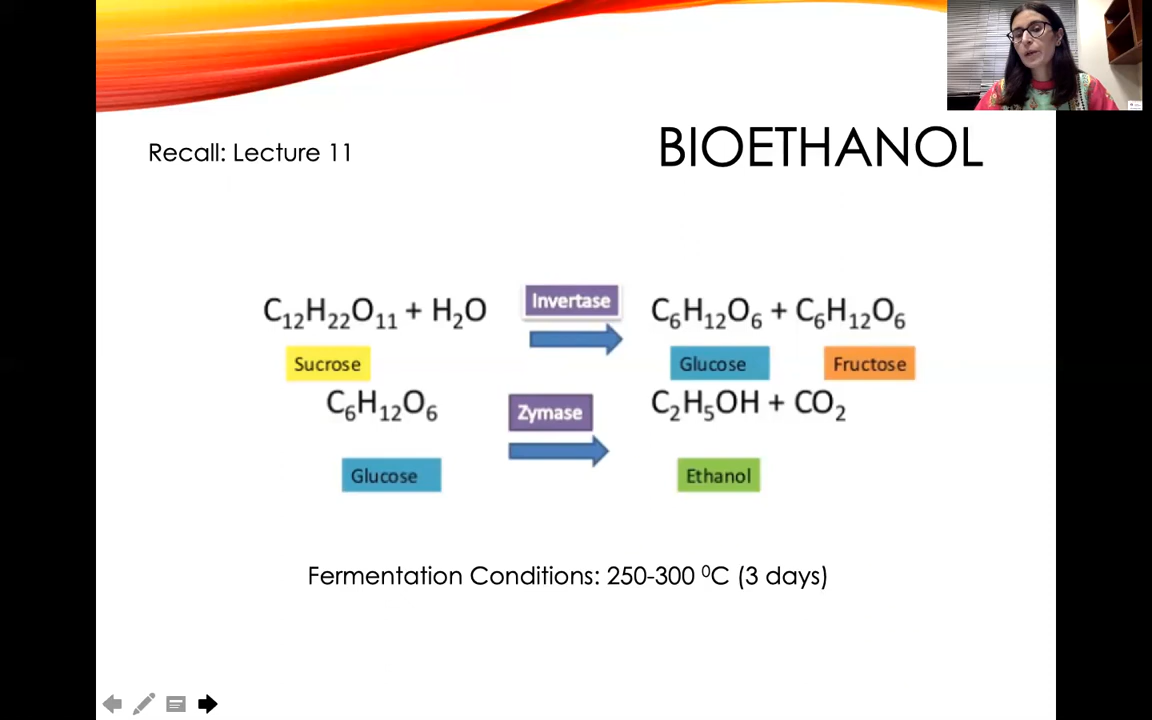 Recall: Lecture 11
BIOETHANOL
C₁₂H₂₂O₁₁ + H₂O Invertase C₆H₁₂O₆ + C₆H₁₂O₆
Sucrose Glucose Fructose
C₆H₁₂O₆ Zymase C₂H₅OH + CO₂
Glucose Ethanol
Fermentation Conditions: 250-300 ⁰C (3 days)